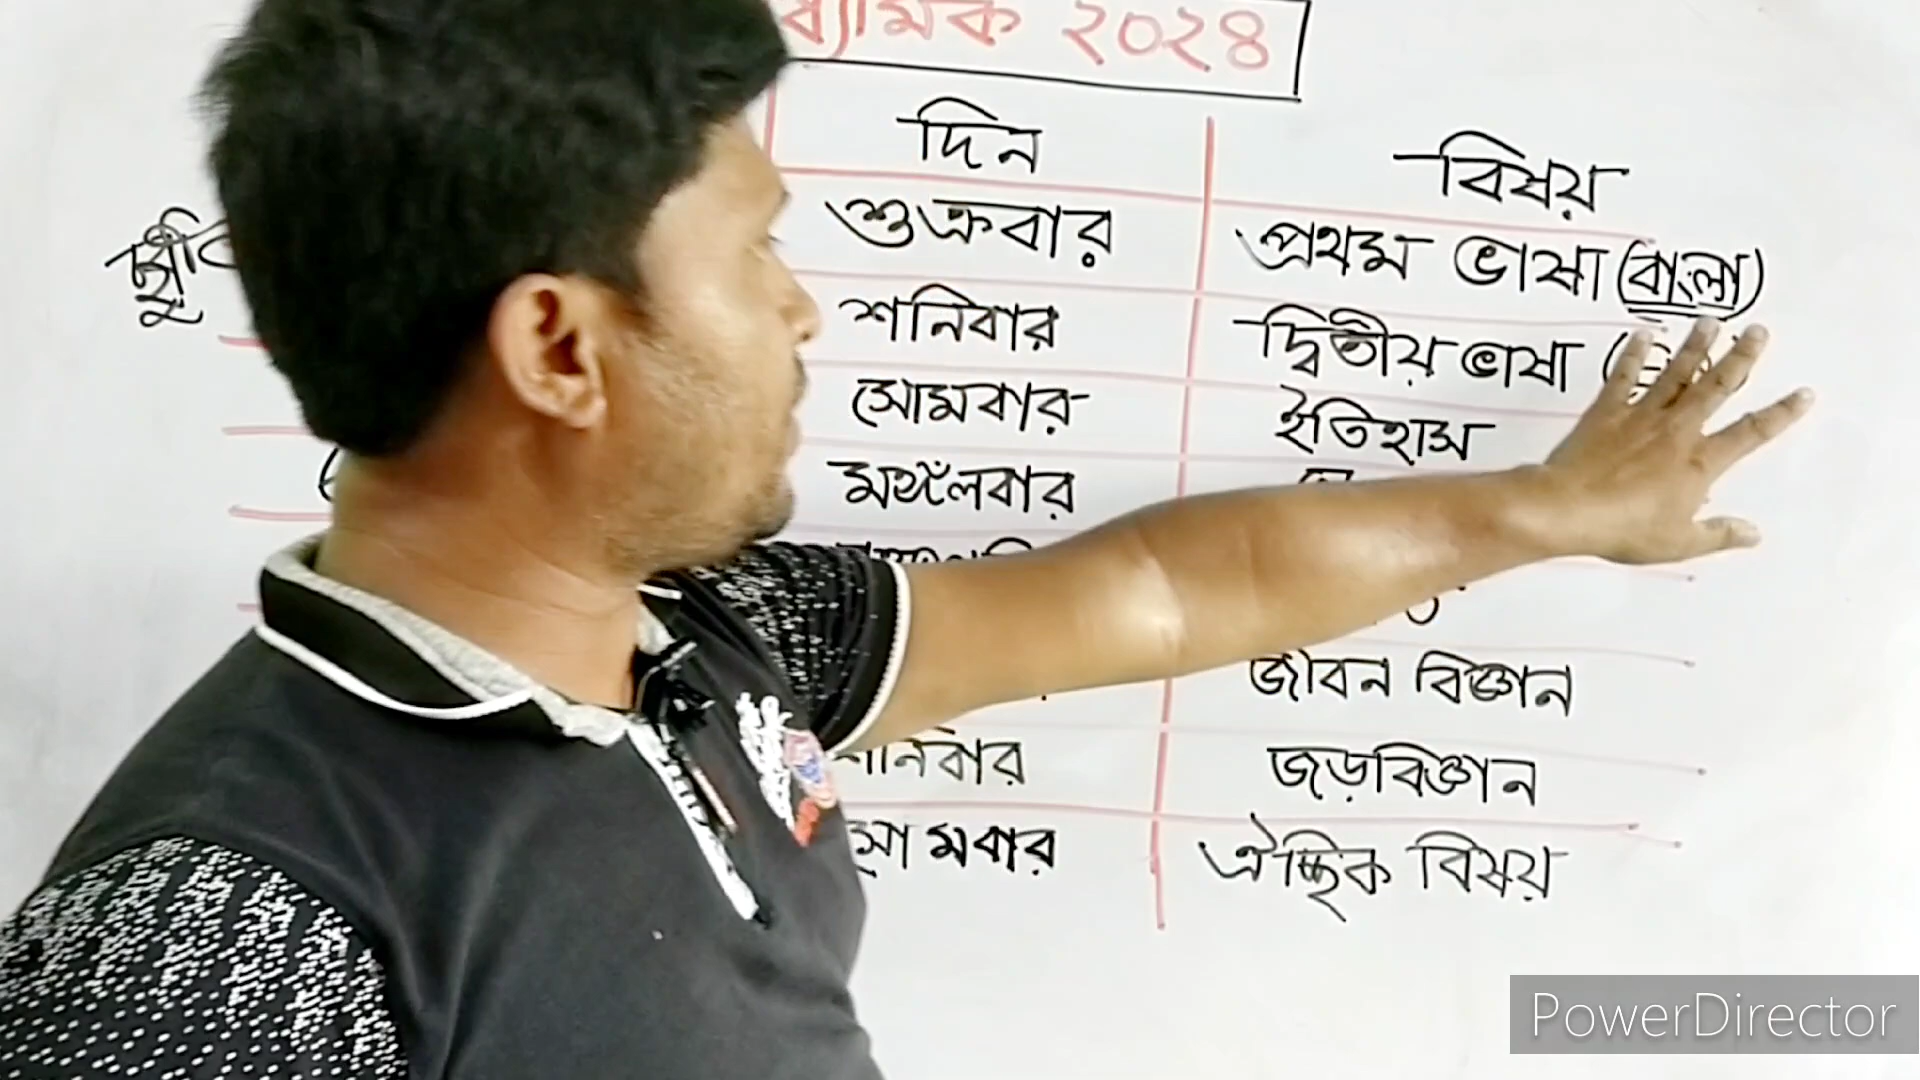 ২০২৪
দিন বিষয়
শুক্রবার প্রথম ভাষা (বাংলা)
শনিবার দ্বিতীয় ভাষা
সোমবার ইতিহাস
মঙ্গলবার
জীবন বিজ্ঞান
শনিবার জড়বিজ্ঞান
সোমবার ঐচ্ছিক বিষয়
PowerDirector